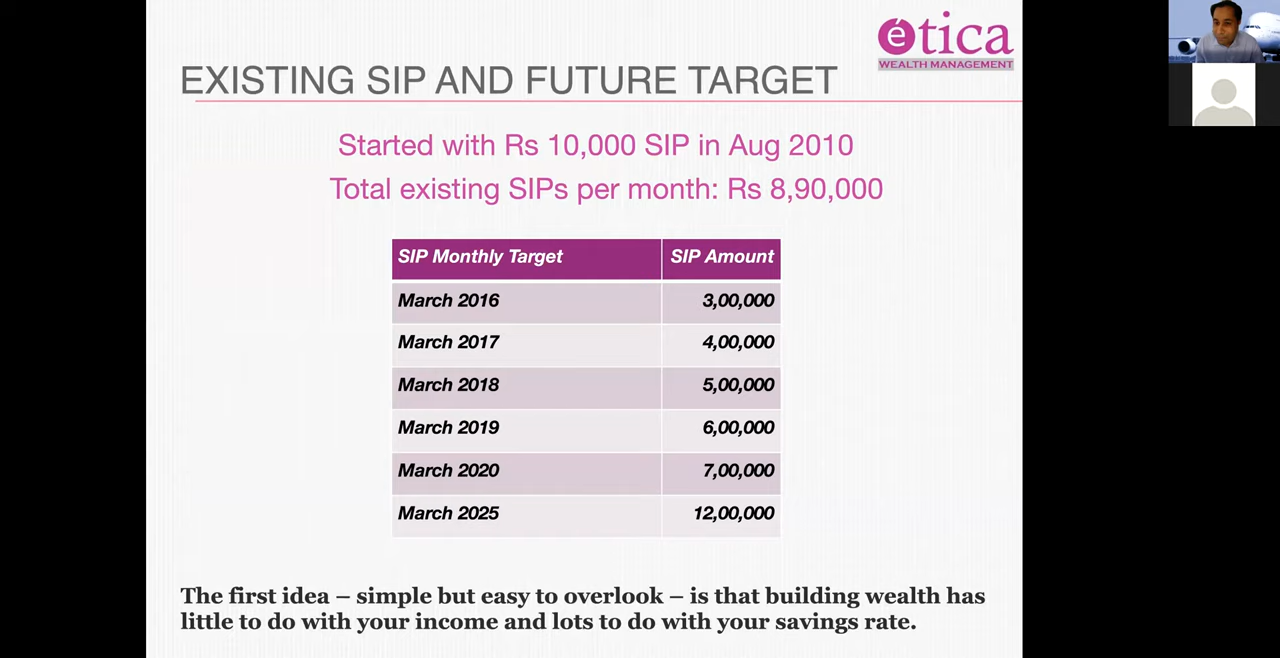 ética
WEALTH MANAGEMENT
EXISTING SIP AND FUTURE TARGET
Started with Rs 10,000 SIP in Aug 2010
Total existing SIPs per month: Rs 8,90,000
SIP Monthly Target SIP Amount
March 2016 3,00,000
March 2017 4,00,000
March 2018 5,00,000
March 2019 6,00,000
March 2020 7,00,000
March 2025 12,00,000
The first idea – simple but easy to overlook – is that building wealth has
little to do with your income and lots to do with your savings rate.